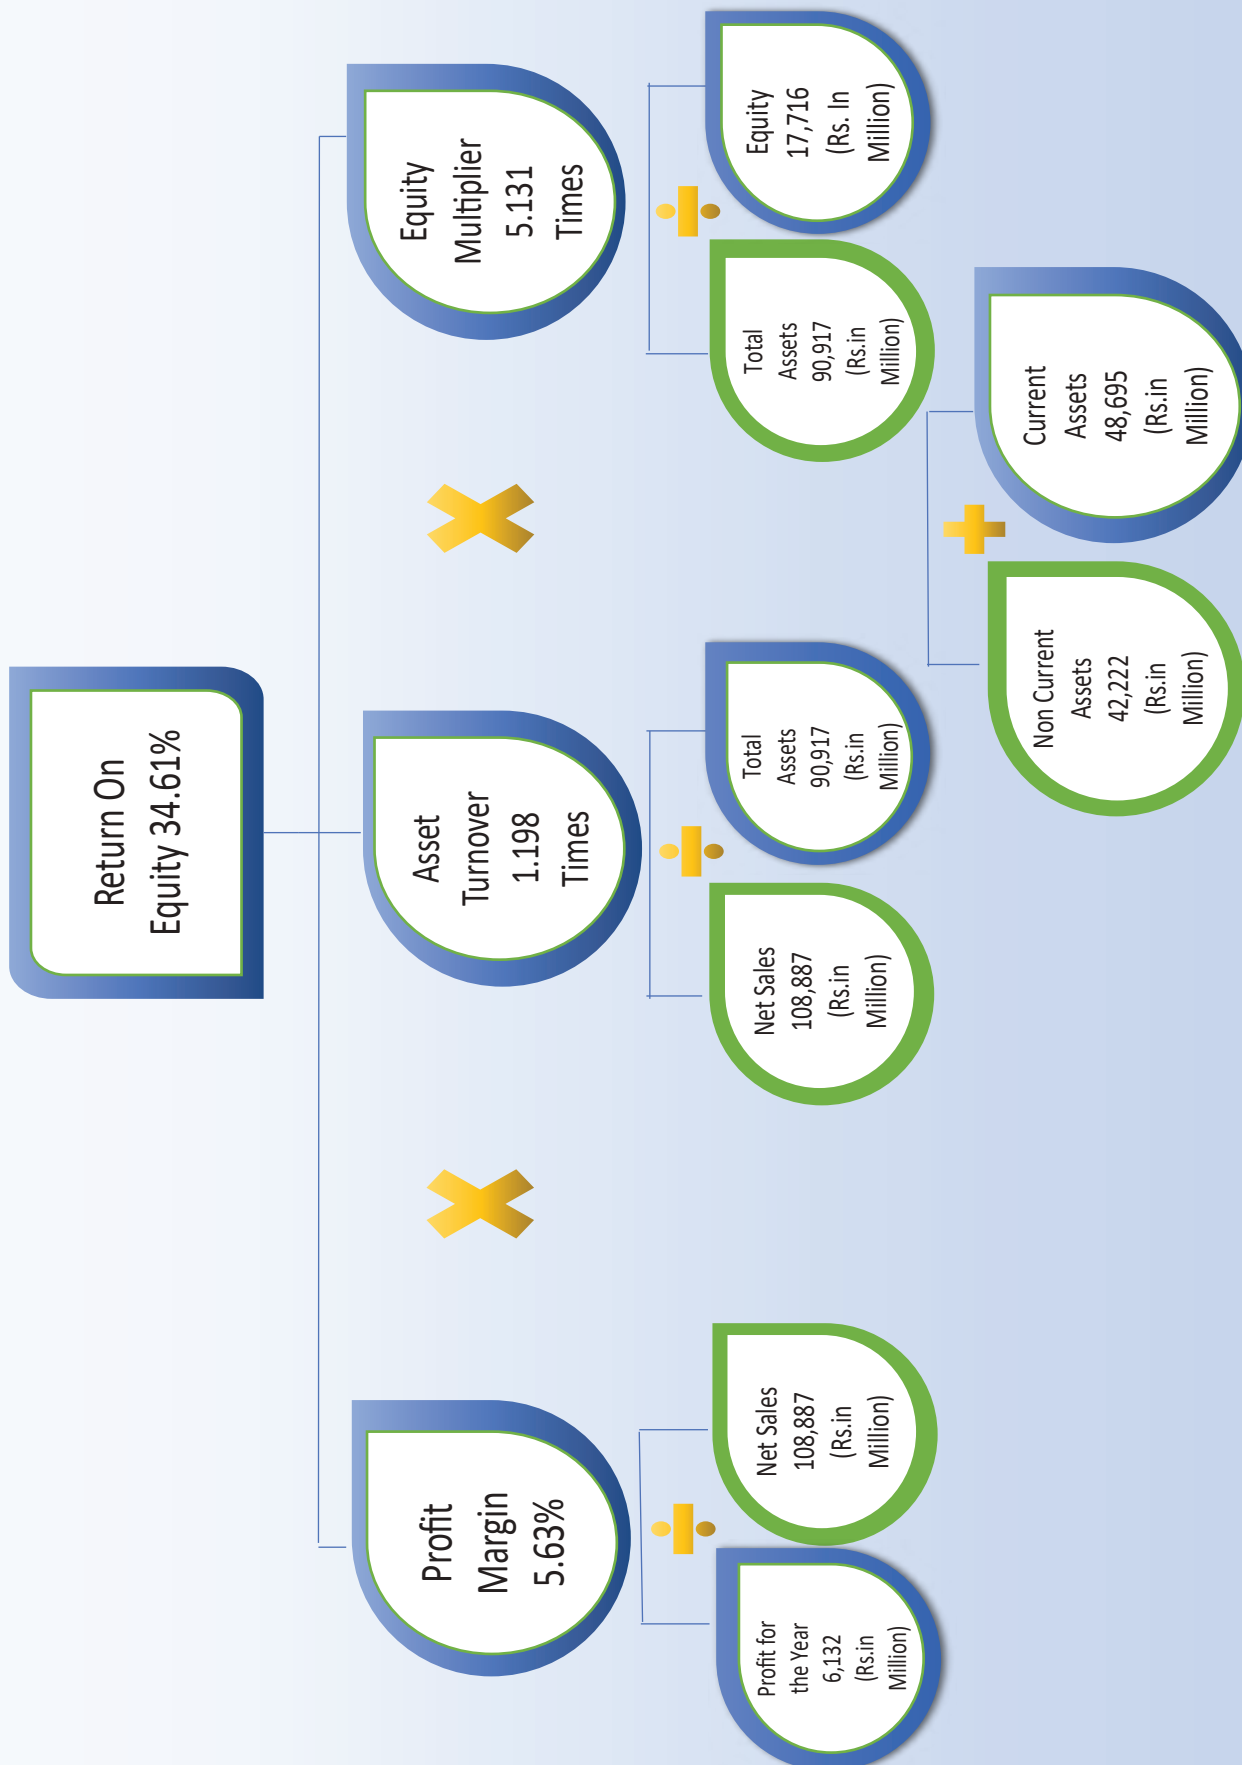 Return On
Equity 34.61%
Profit
Margin
5.63%
Asset
Turnover
1.198
Times
Equity
Multiplier
5.131
Times
Profit for
the Year
6,132
(Rs.in
Million)
Net Sales
108,887
(Rs.in
Million)
Net Sales
108,887
(Rs.in
Million)
Total
Assets
90,917
(Rs.in
Million)
Total
Assets
90,917
(Rs.in
Million)
Equity
17,716
(Rs. In
Million)
Non Current
Assets
42,222
(Rs.in
Million)
Current
Assets
48,695
(Rs.in
Million)